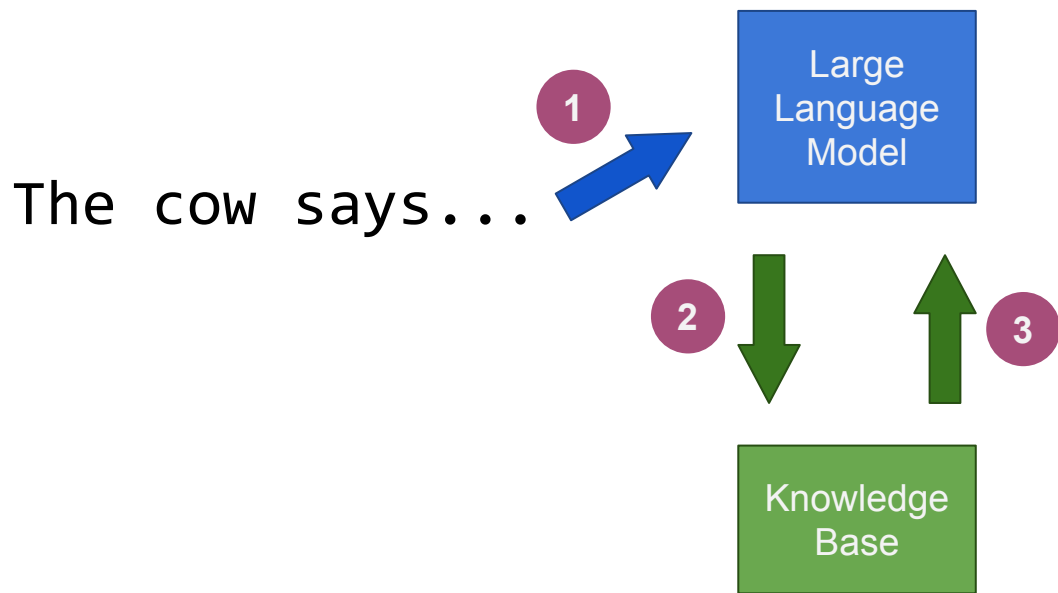 Large
Language
Model
1
The cow says...
2
3
Knowledge
Base